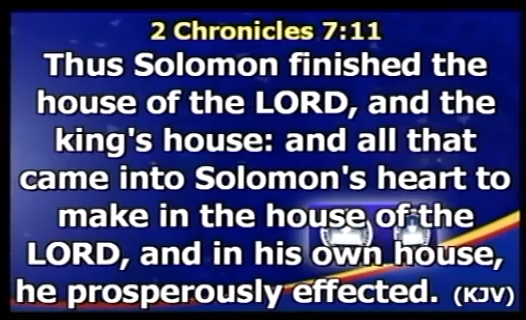 2 Chronicles 7:11
Thus Solomon finished the
house of the LORD, and the
king's house: and all that
came into Solomon's heart to
make in the house of the
LORD, and in his own house,
he prosperously effected. (KJV)